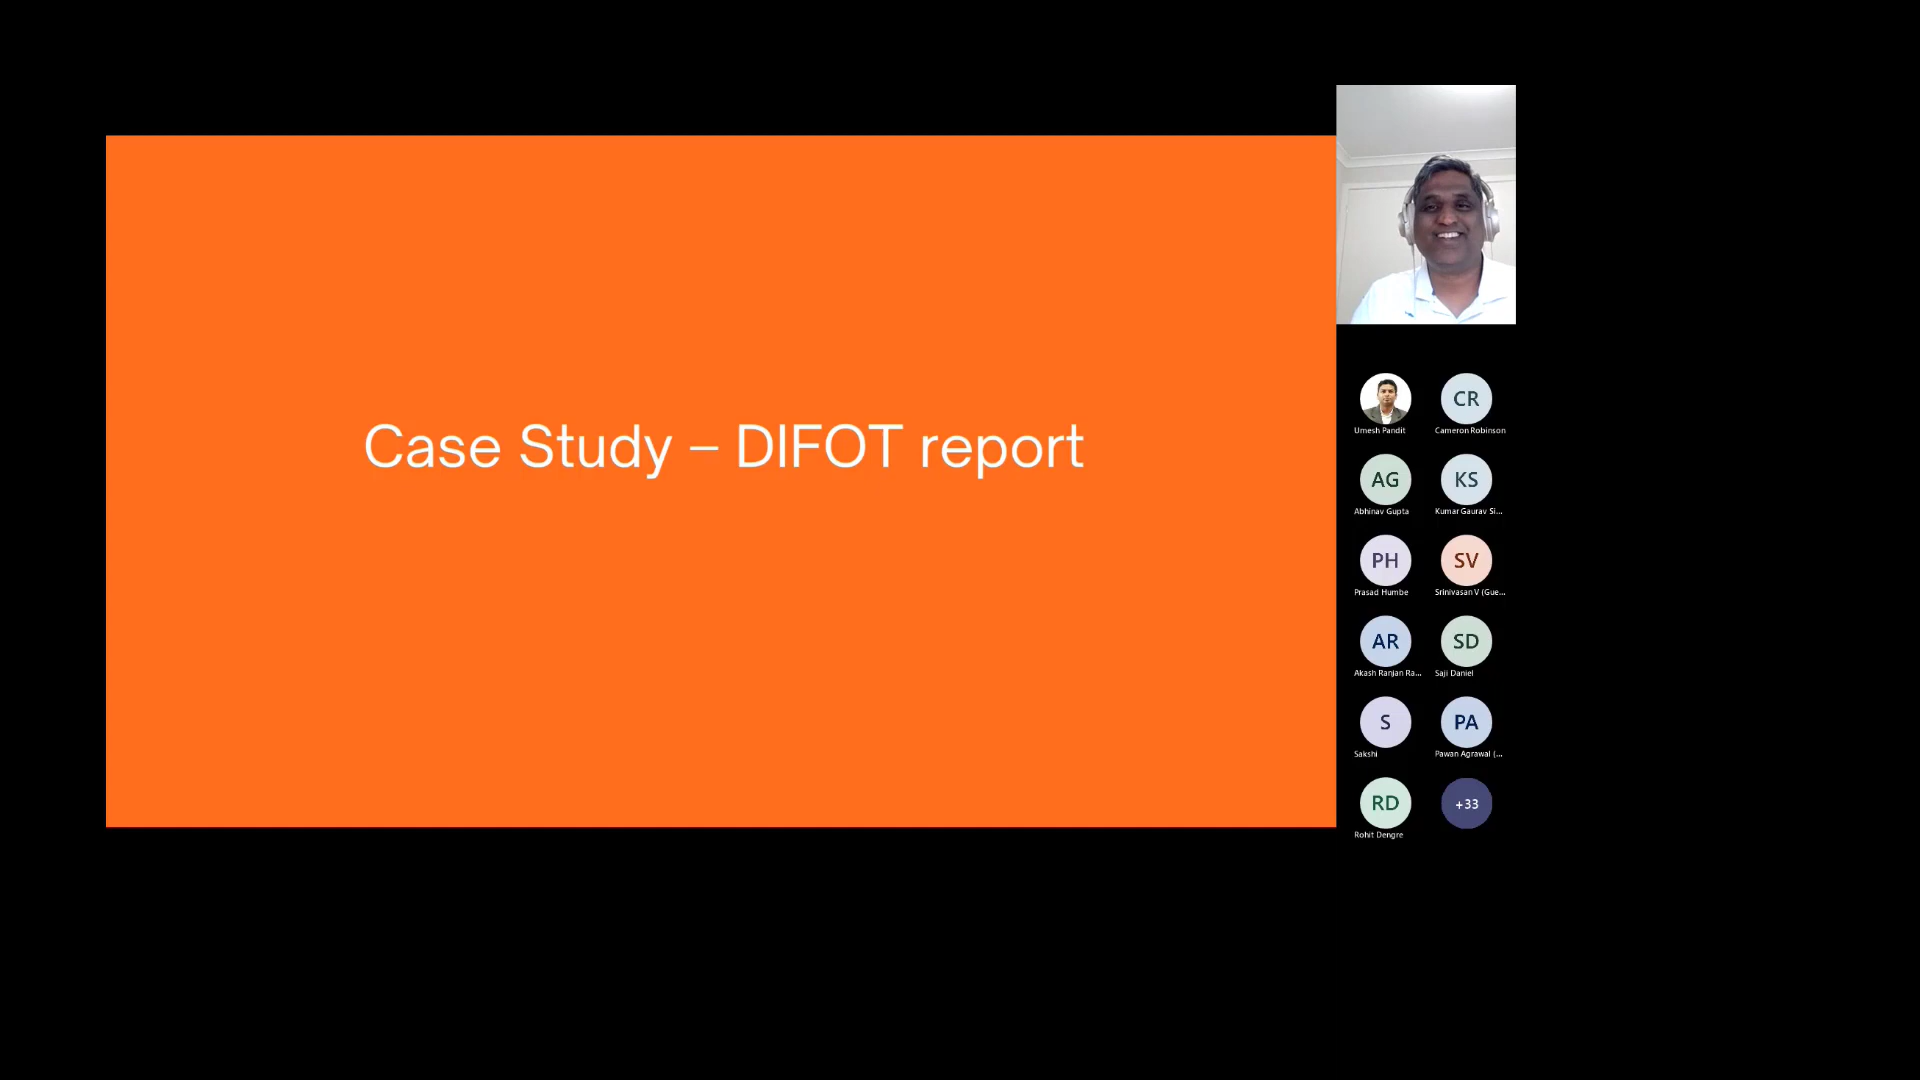 Case Study – DIFOT report
Umesh Pandit
CR
Cameron Robinson
AG
Abhinav Gupta
KS
Kumar Gaurav Si...
PH
Prasad Humbe
SV
Srinivasan V (Gue...
AR
Akash Ranjan Ra...
SD
Saji Daniel
S
Sakshi
PA
Pawan Agrawal (...
RD
Rohit Dengre
+33